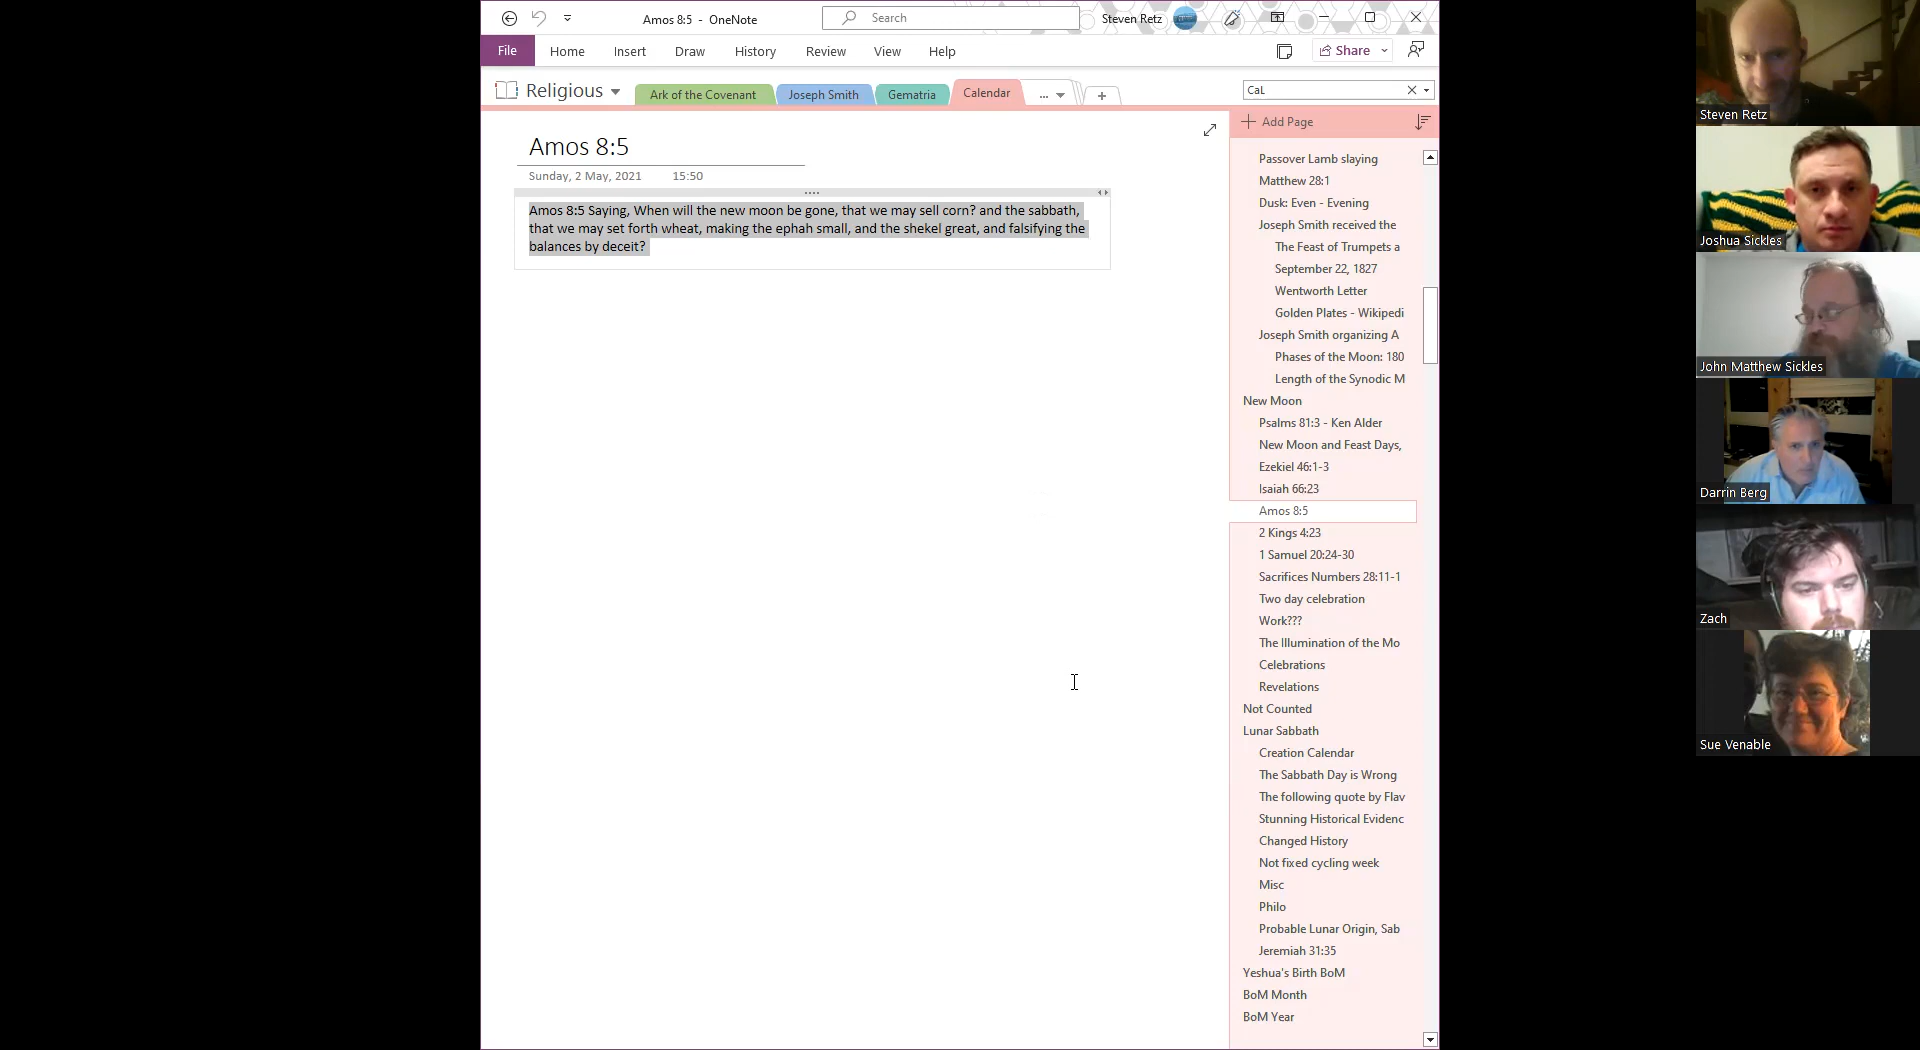 Amos 8:5 - OneNote
Search
Steven Retz
File
Home
Insert
Draw
History
Review
View
Help
Share
Religious
Ark of the Covenant
Joseph Smith
Gematria
Calendar
...
CaL
Amos 8:5
Sunday, 2 May, 2021
15:50
Amos 8:5 Saying, When will the new moon be gone, that we may sell corn? and the sabbath,
that we may set forth wheat, making the ephah small, and the shekel great, and falsifying the
balances by deceit?
Add Page
Passover Lamb slaying
Matthew 28:1
Dusk: Even - Evening
Joseph Smith received the
The Feast of Trumpets a
September 22, 1827
Wentworth Letter
Golden Plates - Wikipedi
Joseph Smith organizing A
Phases of the Moon: 180
Length of the Synodic M
New Moon
Psalms 81:3 - Ken Alder
New Moon and Feast Days,
Ezekiel 46:1-3
Isaiah 66:23
Amos 8:5
2 Kings 4:23
1 Samuel 20:24-30
Sacrifices Numbers 28:11-1
Two day celebration
Work???
The Illumination of the Mo
Celebrations
Revelations
Not Counted
Lunar Sabbath
Creation Calendar
The Sabbath Day is Wrong
The following quote by Flav
Stunning Historical Evidenc
Changed History
Not fixed cycling week
Misc
Philo
Probable Lunar Origin, Sab
Jeremiah 31:35
Yeshua's Birth BoM
BoM Month
BoM Year
Steven Retz
Joshua Sickles
John Matthew Sickles
Darrin Berg
Zach
Sue Venable